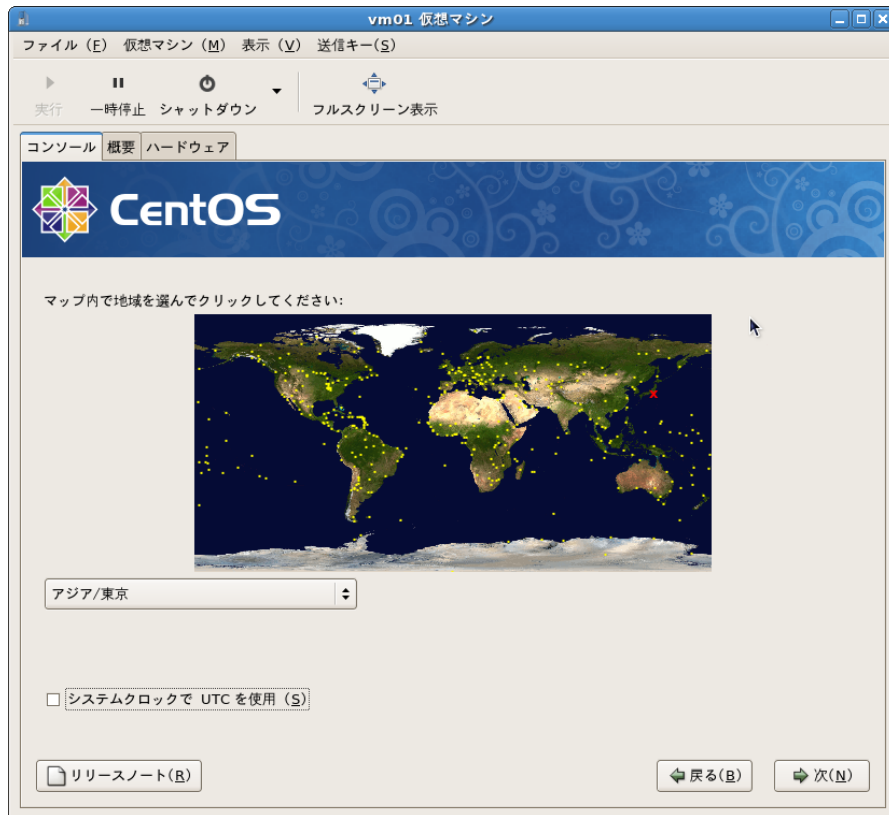 vm01 仮想マシン
ファイル (F) 仮想マシン (M) 表示 (V) 送信キー(S)
実行 一時停止 シャットダウン フルスクリーン表示
コンソール 概要 ハードウェア
CentOS
マップ内で地域を選んでクリックしてください:
アジア/東京
システムクロックで UTC を使用 (S)
リリースノート(R) 戻る(B) 次(N)